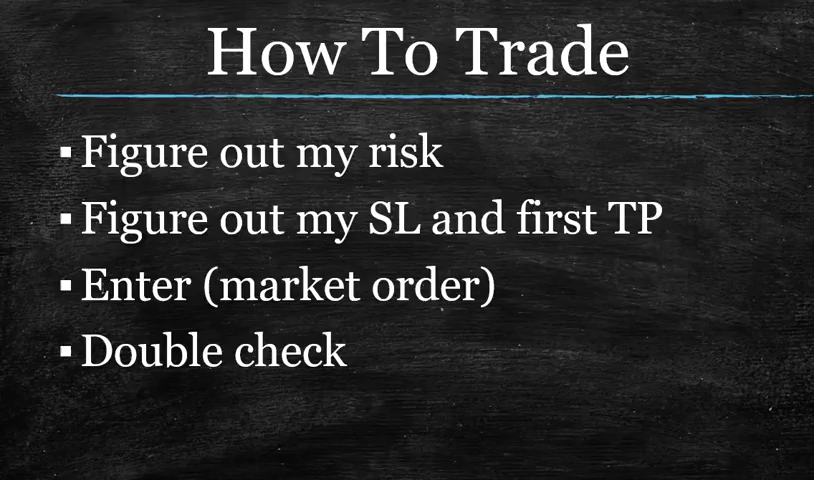 How To Trade
▪ Figure out my risk
▪ Figure out my SL and first TP
▪ Enter (market order)
▪ Double check